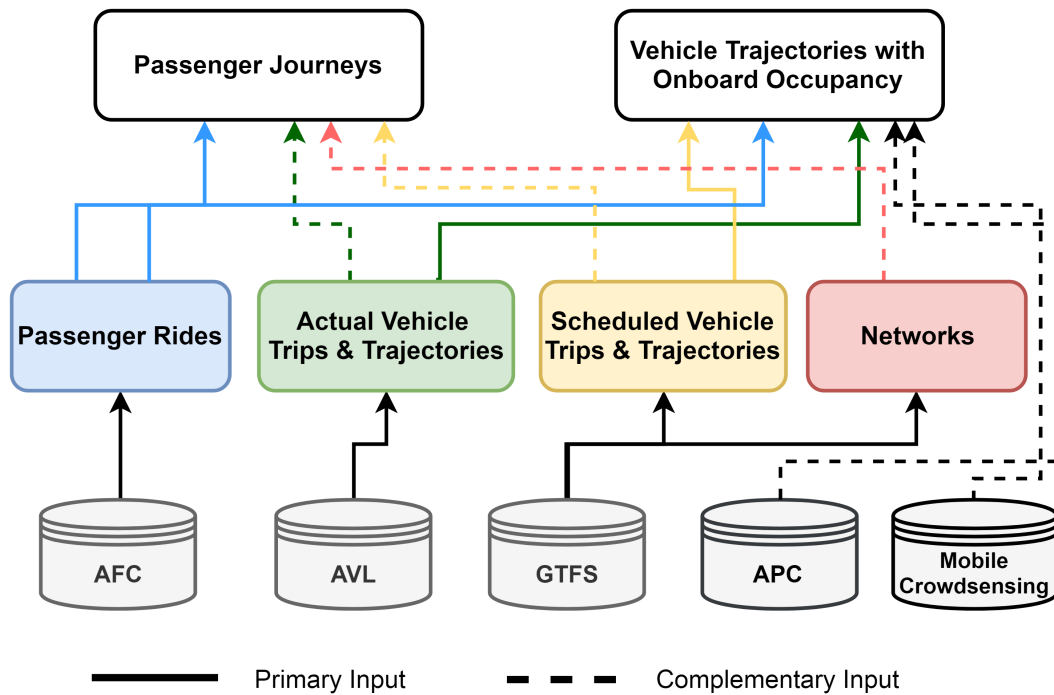 Passenger Journeys
Vehicle Trajectories with
Onboard Occupancy
Passenger Rides
Actual Vehicle
Trips & Trajectories
Scheduled Vehicle
Trips & Trajectories
Networks
AFC
AVL
GTFS
APC
Mobile
Crowdsensing
Primary Input
Complementary Input